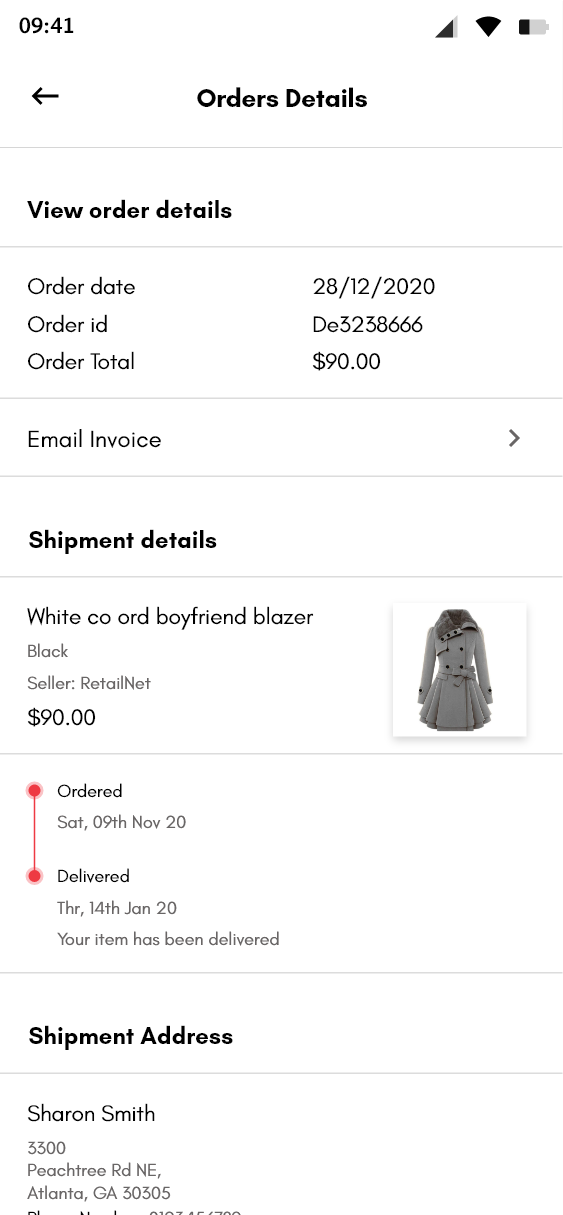 09:41
Orders Details
View order details
Order date 28/12/2020
Order id De3238666
Order Total $90.00
Email Invoice
Shipment details
White co ord boyfriend blazer
Black
Seller: RetailNet
$90.00
Ordered
Sat, 09th Nov 20
Delivered
Thr, 14th Jan 20
Your item has been delivered
Shipment Address
Sharon Smith
3300
Peachtree Rd NE,
Atlanta, GA 30305